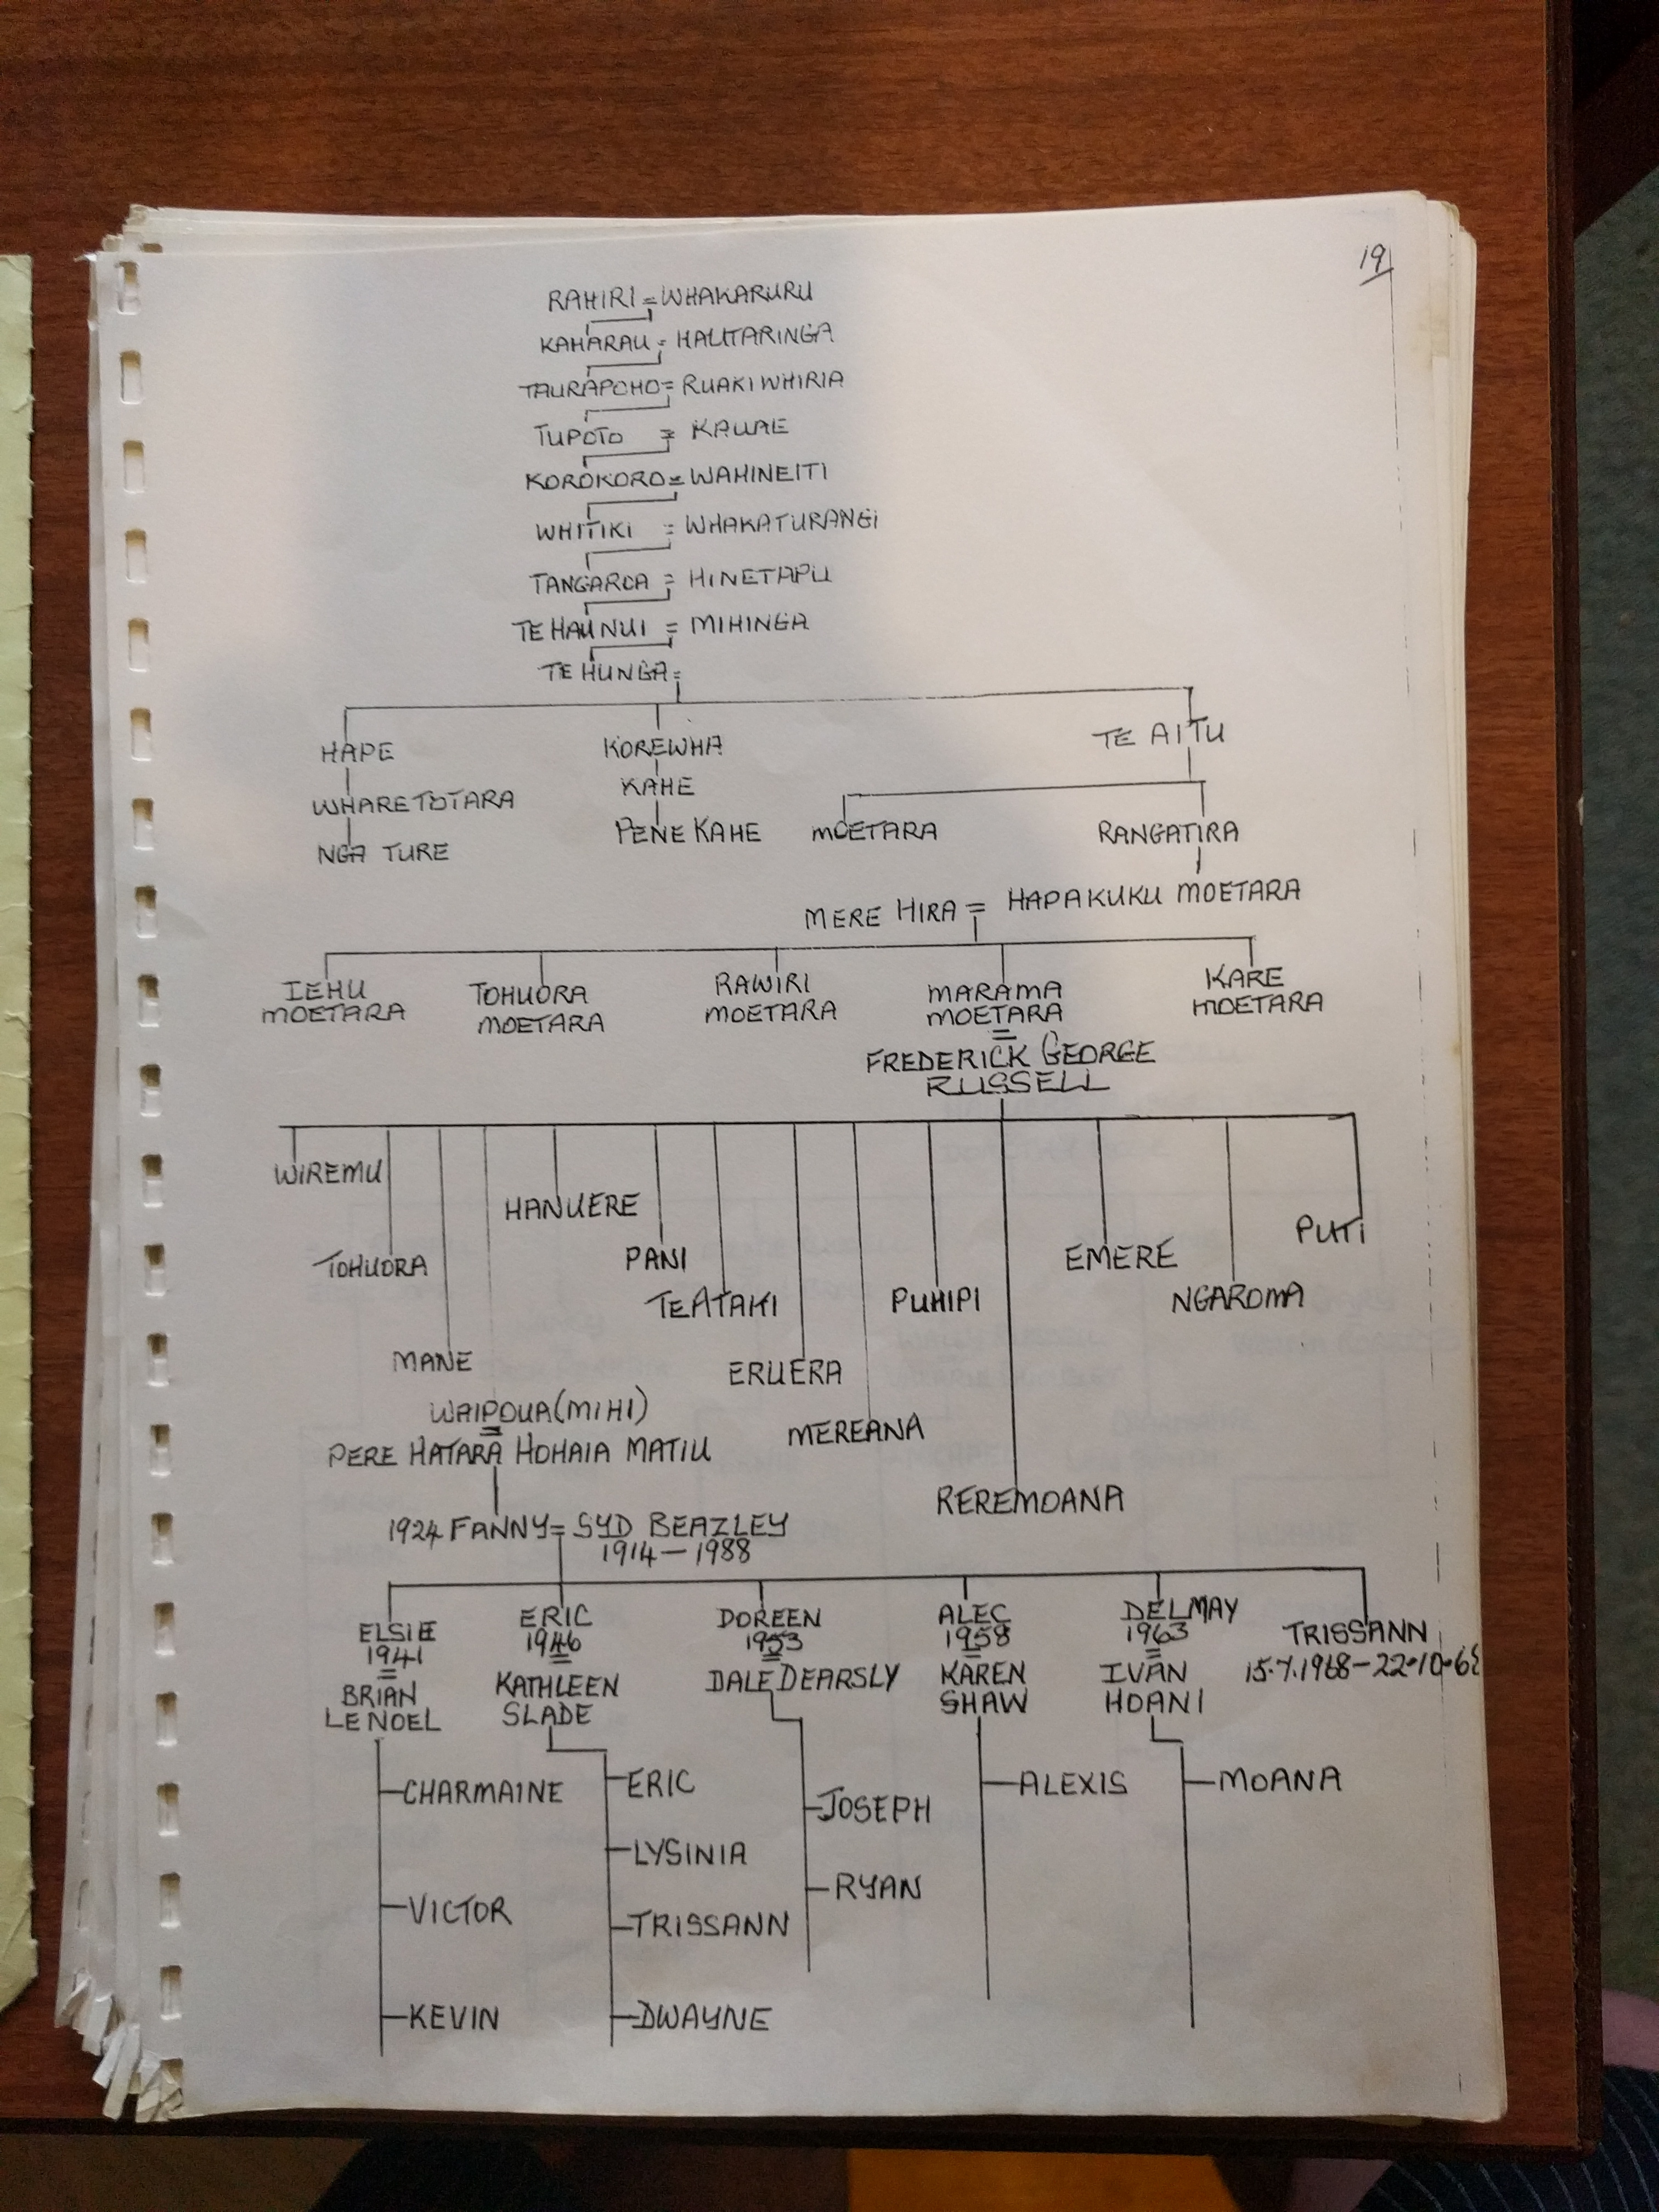 19
RAHIRI = WHAKARURU
KAHARAU = HAUTARINGA
TAURAPOHO = RUAKIWHIRIA
TUPOTO = KAUAE
KOROKORO = WAHINEITI
WHITIKI = WHAKATURANGI
TANGAROA = HINETAPU
TE HAUNUI = MIHINGA
TE HUNGA =
HAPE KOREWHA TE AITU
WHARETOTARA KAHE
NGA TURE PENE KAHE MOETARA RANGATIRA
MERE HIRA = HAPAKUKU MOETARA
IEHU TOHUORA RAWIRI MARAMA KARE
MOETARA MOETARA MOETARA MOETARA MOETARA
=
FREDERICK GEORGE
RUSSELL
WIREMU
HANUERE
PUTI
TOHUORA PANI EMERE
TEATAKI PUHIPI NGAROMA
MANE ERUERA
WAIPOUA (MIHI)
=
MEREANA
PERE HATARA HOHAIA MATIU
REREMOANA
1924 FANNY = SYD BEAZLEY
1914 — 1988
ELSIE ERIC DOREEN ALEC DELMAY TRISSANN
1941 1946 1953 1958 1963 15.7.1968 – 22.10.68
= = = = =
BRIAN KATHLEEN DALE DEARSLY KAREN IVAN
LE NOEL SLADE SHAW HOANI
CHARMAINE ERIC JOSEPH ALEXIS MOANA
LYSINIA
VICTOR TRISSANN RYAN
KEVIN DWAYNE